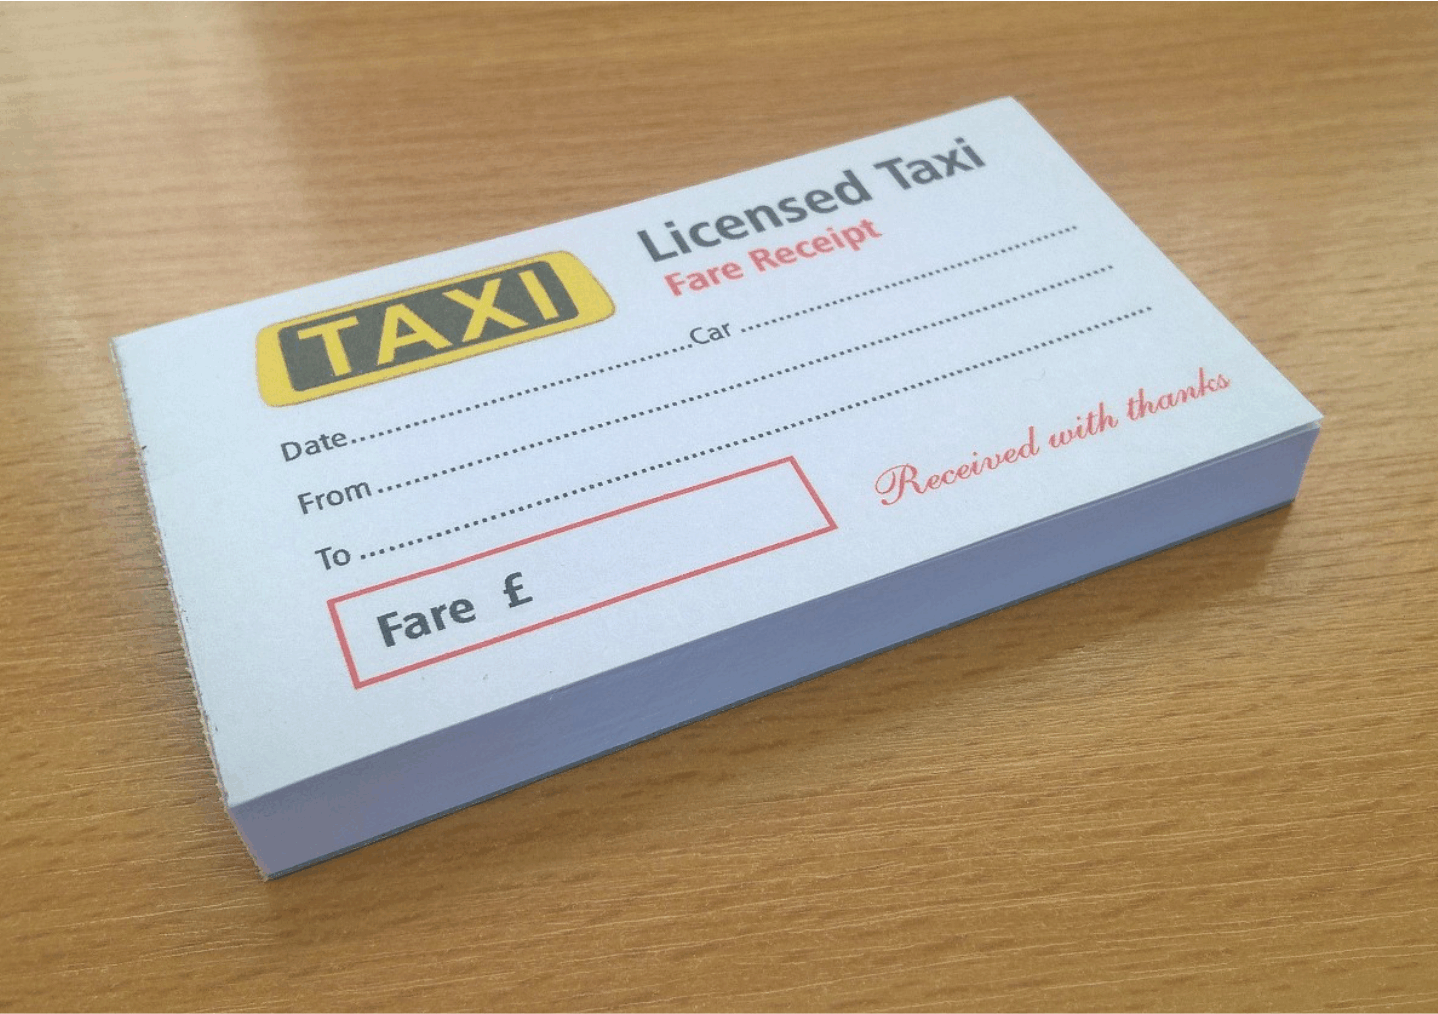 TAXI
Licensed Taxi
Fare Receipt
Date.......................................Car .......................................
From ................................................................................
To ................................................................................
Fare £
Received with thanks